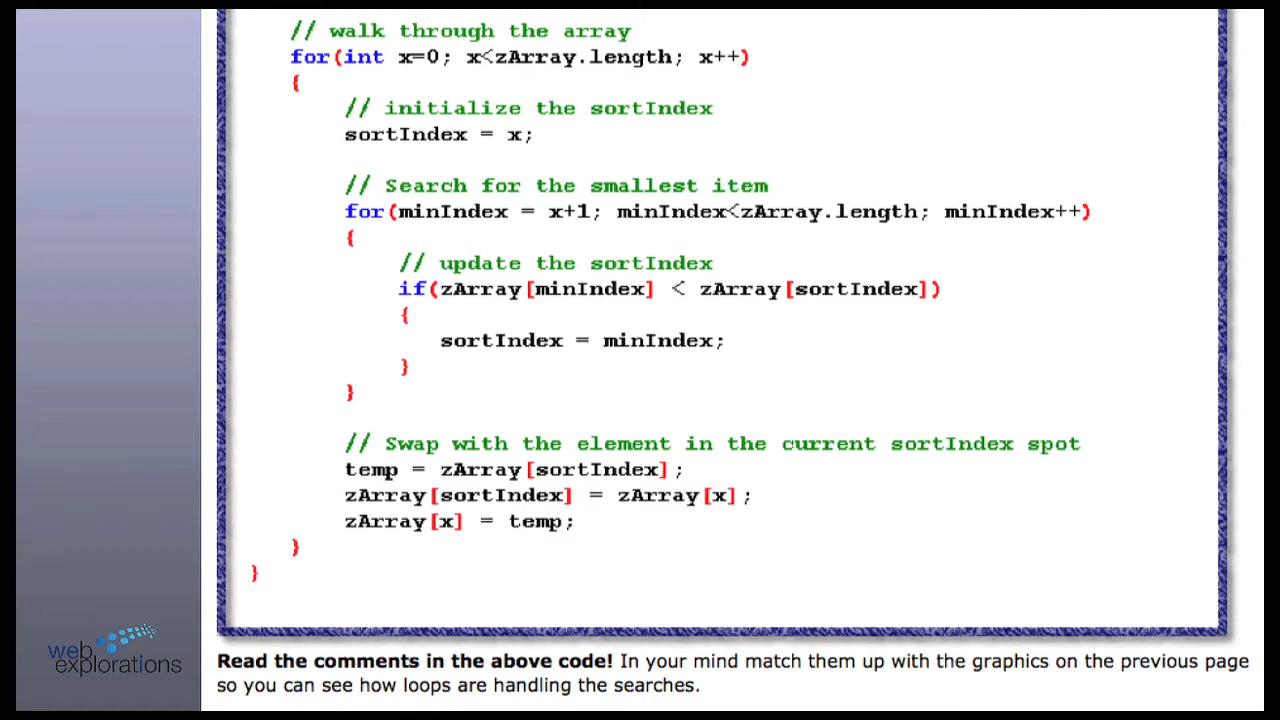 // walk through the array
for(int x=0; x<zArray.length; x++)
{
// initialize the sortIndex
sortIndex = x;
// Search for the smallest item
for(minIndex = x+1; minIndex<zArray.length; minIndex++)
{
// update the sortIndex
if(zArray[minIndex] < zArray[sortIndex])
{
sortIndex = minIndex;
}
}
// Swap with the element in the current sortIndex spot
temp = zArray[sortIndex];
zArray[sortIndex] = zArray[x];
zArray[x] = temp;
}
}
web
explorations
Read the comments in the above code! In your mind match them up with the graphics on the previous page
so you can see how loops are handling the searches.